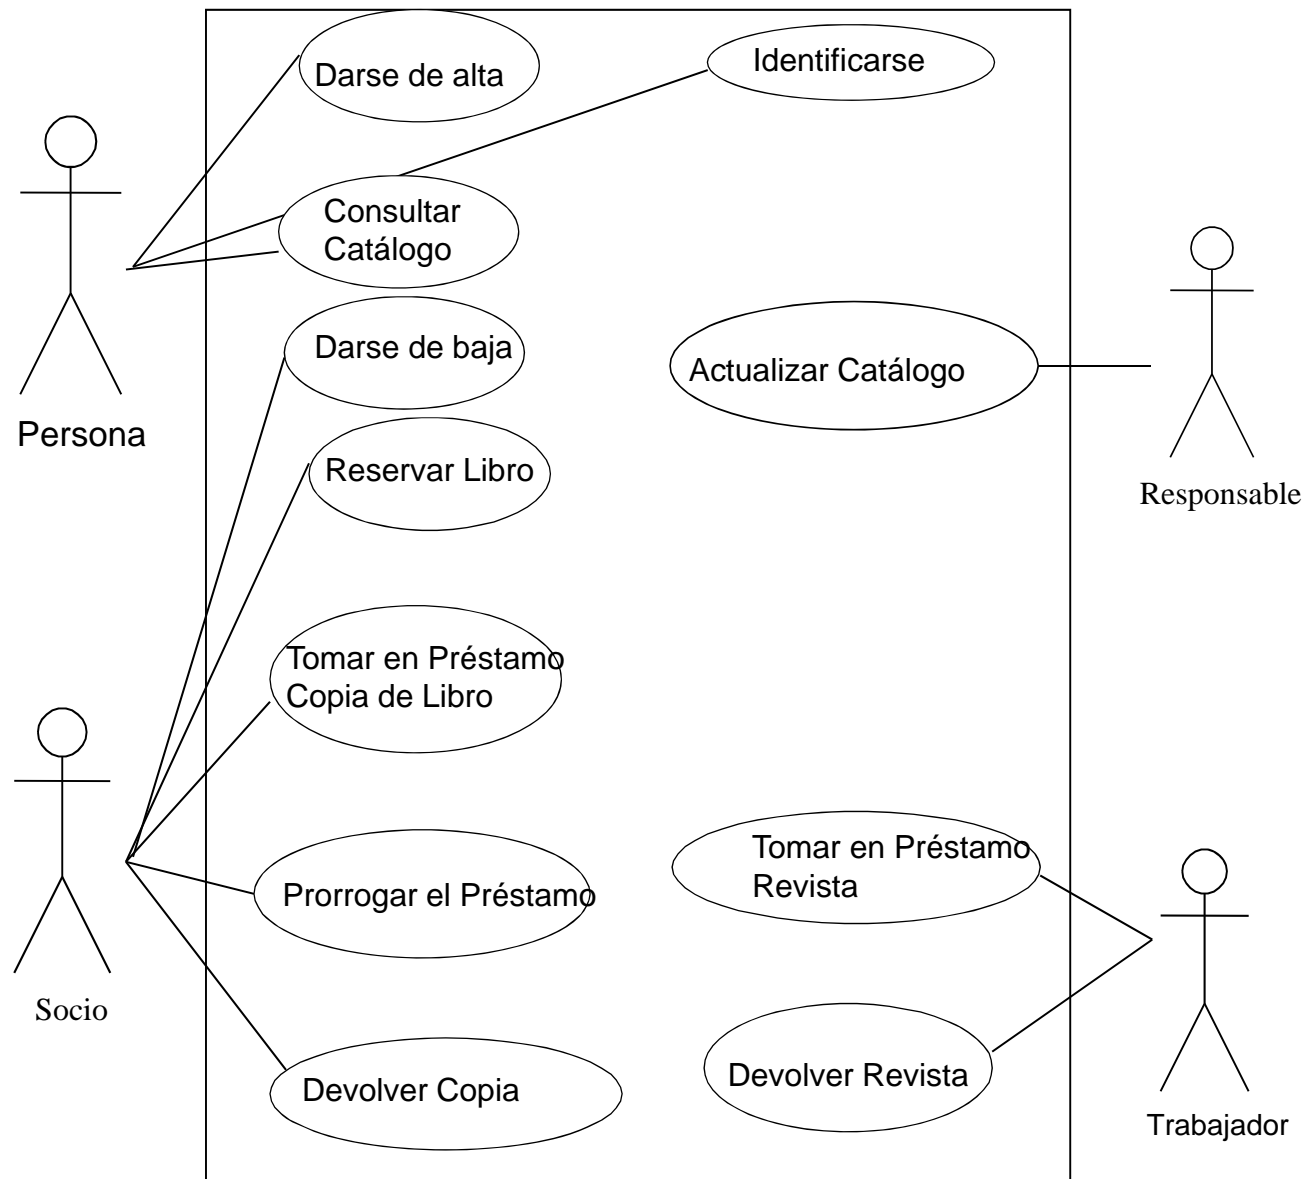 Darse de alta
Identificarse
Consultar
Catálogo
Darse de baja
Actualizar Catálogo
Persona
Reservar Libro
Responsable
Tomar en Préstamo
Copia de Libro
Tomar en Préstamo
Revista
Prorrogar el Préstamo
Socio
Devolver Copia
Devolver Revista
Trabajador